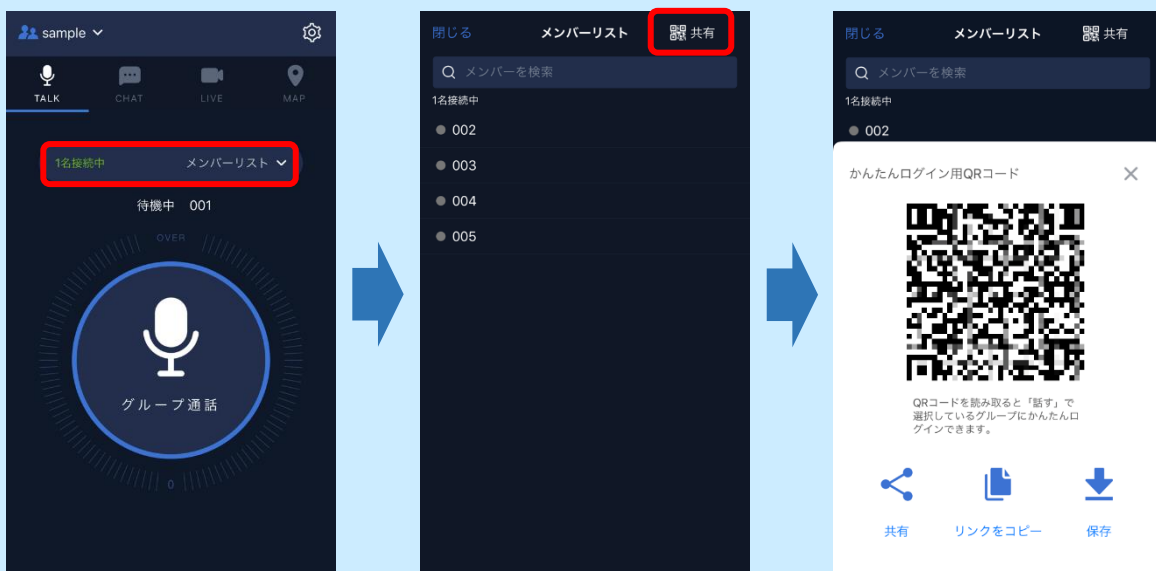 sample
TALK
CHAT
LIVE
MAP
1名接続中 メンバーリスト
待機中 001
OVER
グループ通話
0
閉じる メンバーリスト 共有
メンバーを検索
1名接続中
002
003
004
005
閉じる メンバーリスト 共有
メンバーを検索
1名接続中
002
かんたんログイン用QRコード
QRコードを読み取ると「話す」で
選択しているグループにかんたんロ
グインできます。
共有 リンクをコピー 保存